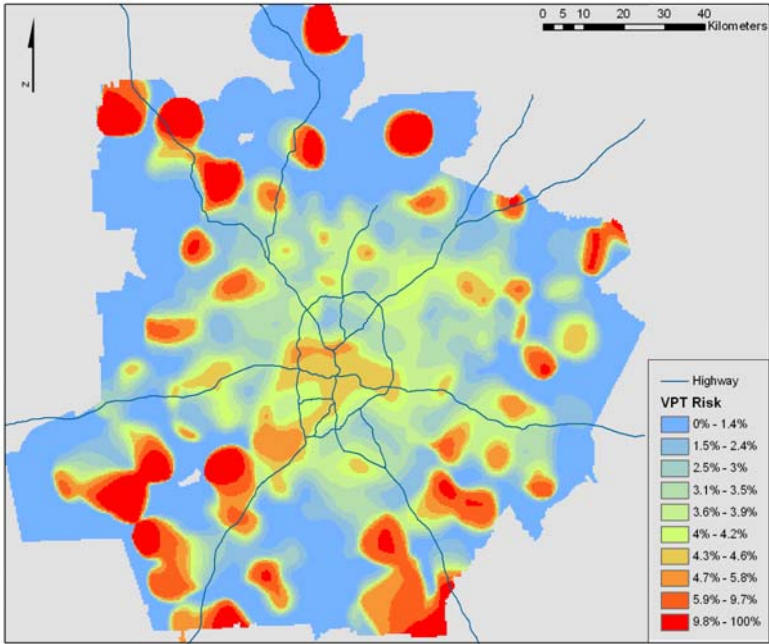 0 5 10 20 30 40
Kilometers
N
Highway
VPT Risk
0% - 1.4%
1.5% - 2.4%
2.5% - 3%
3.1% - 3.5%
3.6% - 3.9%
4% - 4.2%
4.3% - 4.6%
4.7% - 5.8%
5.9% - 9.7%
9.8% - 100%